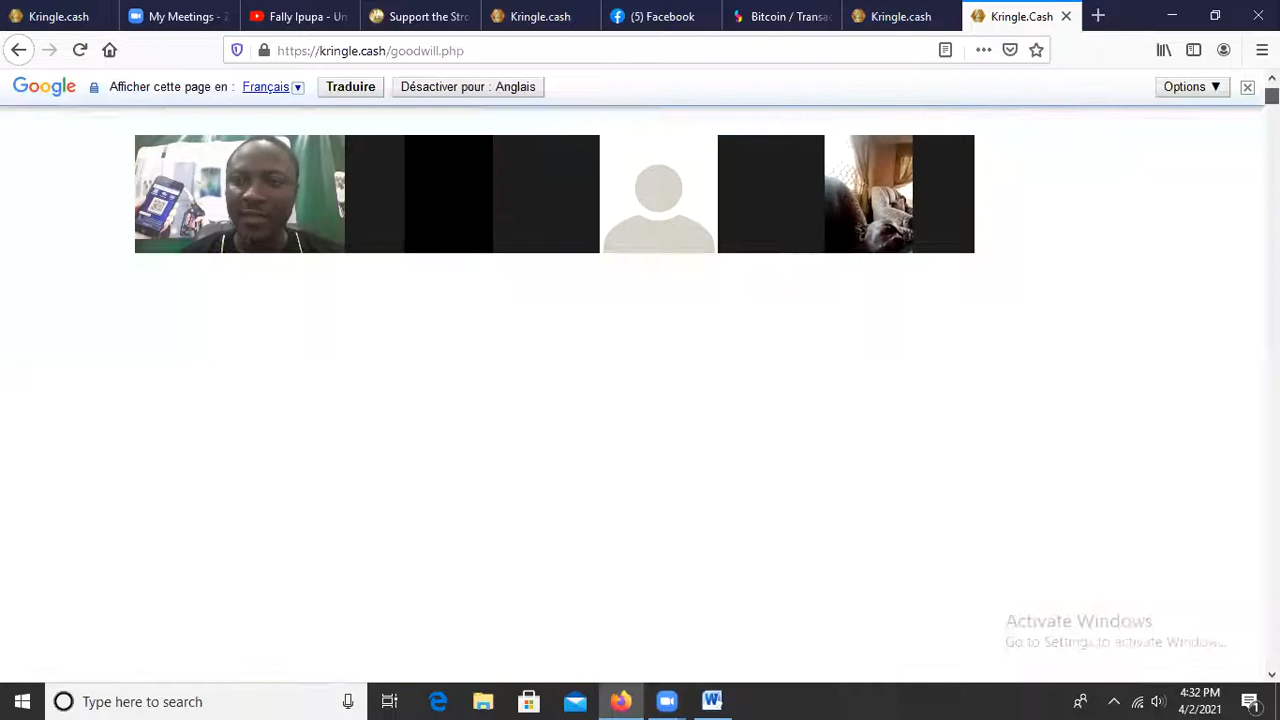 Kringle.cash
My Meetings - Z
Fally Ipupa - Un
Support the Stro
Kringle.cash
(5) Facebook
Bitcoin / Transac
Kringle.cash
Kringle.Cash
https://kringle.cash/goodwill.php
Google Afficher cette page en : Français Traduire Désactiver pour : Anglais Options ▼
Activate Windows
Go to Settings to activate Windows.
Type here to search
4:32 PM
4/2/2021
1